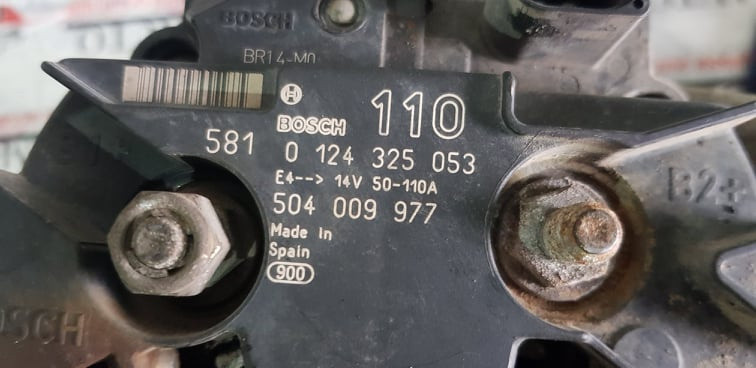 BOSCH
BR14-M0
BOSCH 110
581 0 124 325 053
E4--> 14V 50-110A
504 009 977
Made in
Spain
900
B2+
OSCH